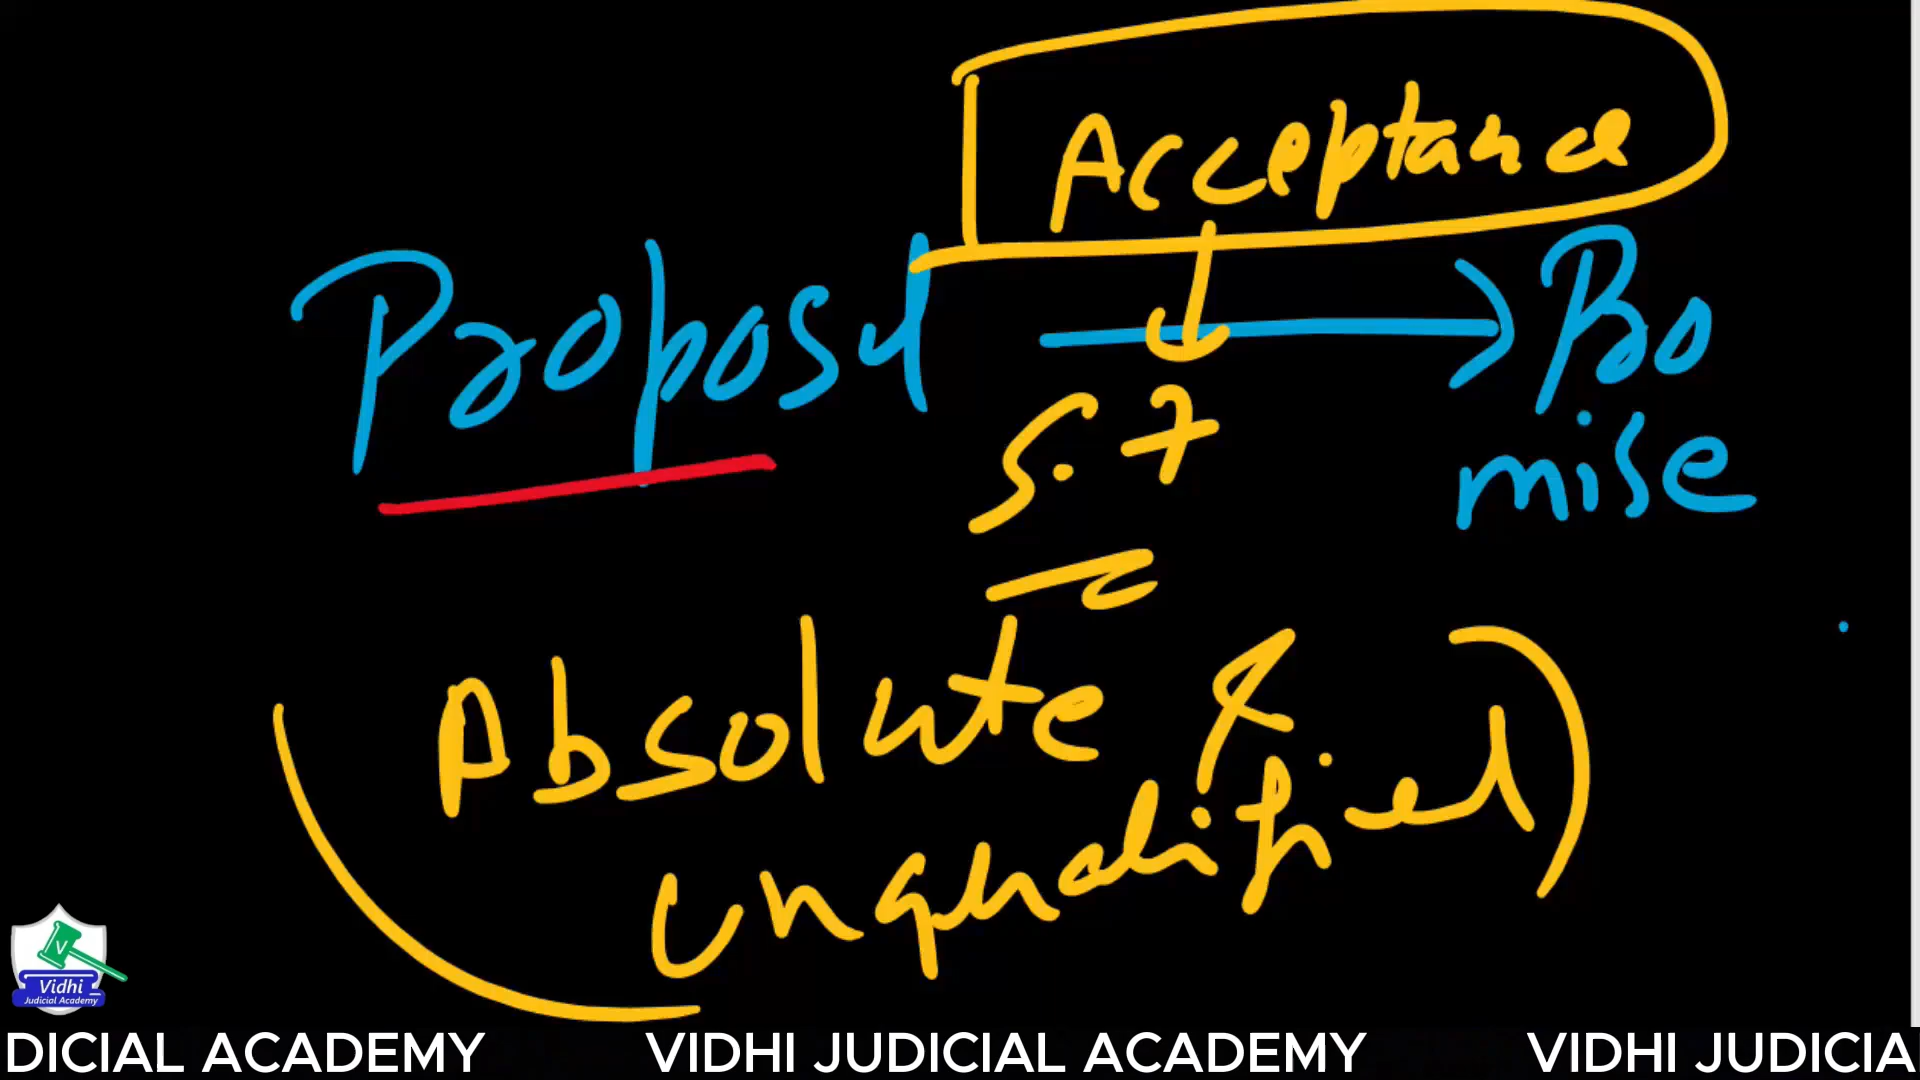 Acceptance
Proposal → Promise
S. 7
Absolute &
unqualified
V
Vidhi
Judicial Academy
DICIAL ACADEMY VIDHI JUDICIAL ACADEMY VIDHI JUDICIA